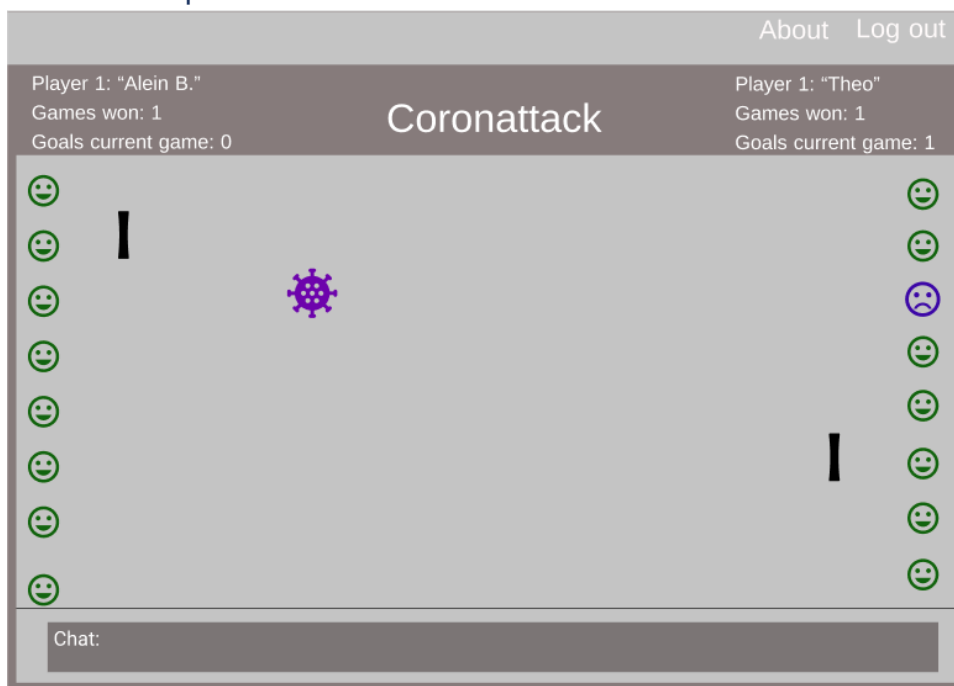 About Log out
Player 1: “Alein B.”
Games won: 1
Goals current game: 0
Coronattack
Player 1: “Theo”
Games won: 1
Goals current game: 1
Chat: